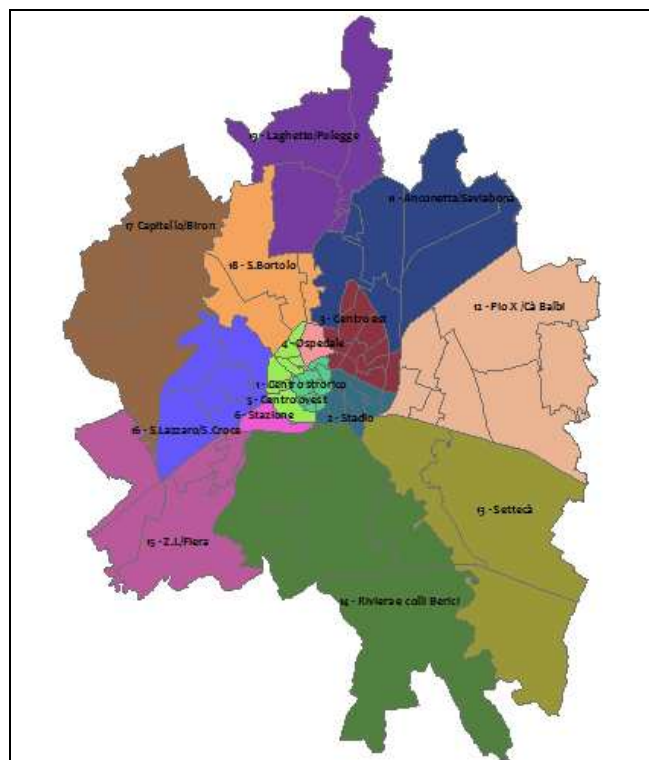 19 - Laghetto/Polegge
11 - Anconetta/Saviabona
17 Capitello/Biron
18 - S.Bortolo
12 - Pio X /Cà Balbi
3 - Centro est
4 - Ospedale
1 - Centro strorico
5 - Centro ovest
6 - Stazione
2 - Stadio
16 - S.Lazzaro/S.Croce
13 - Settecà
15 - Z.I./Fiera
14 - Riviera e colli Berici